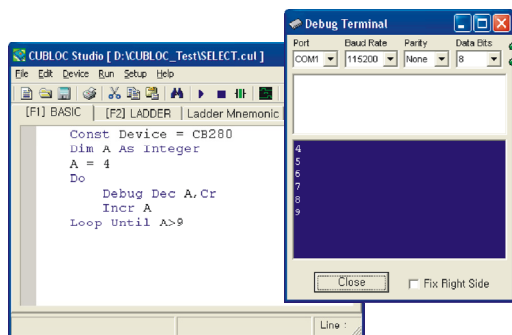 CUBLOC Studio [ D:\CUBLOC_Test\SELECT.cul ]
File Edit Device Run Setup Help
[F1] BASIC [F2] LADDER Ladder Mnemonic
Const Device = CB280
Dim A As Integer
A = 4
Do
Debug Dec A,Cr
Incr A
Loop Until A>9
Line :
Debug Terminal
Port Baud Rate Parity Data Bits
COM1 115200 None 8
4
5
6
7
8
9
Close Fix Right Side